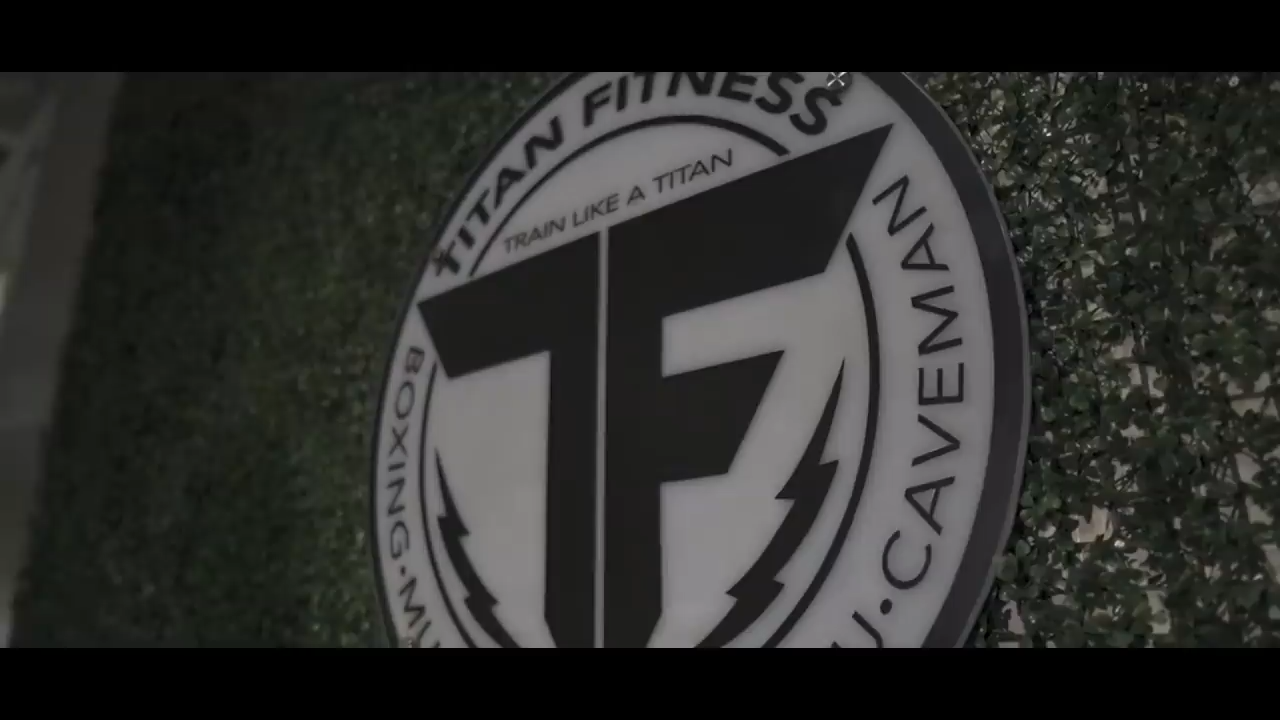 TITAN FITNESS
TRAIN LIKE A TITAN
TF
BOXING
CAVEMAN